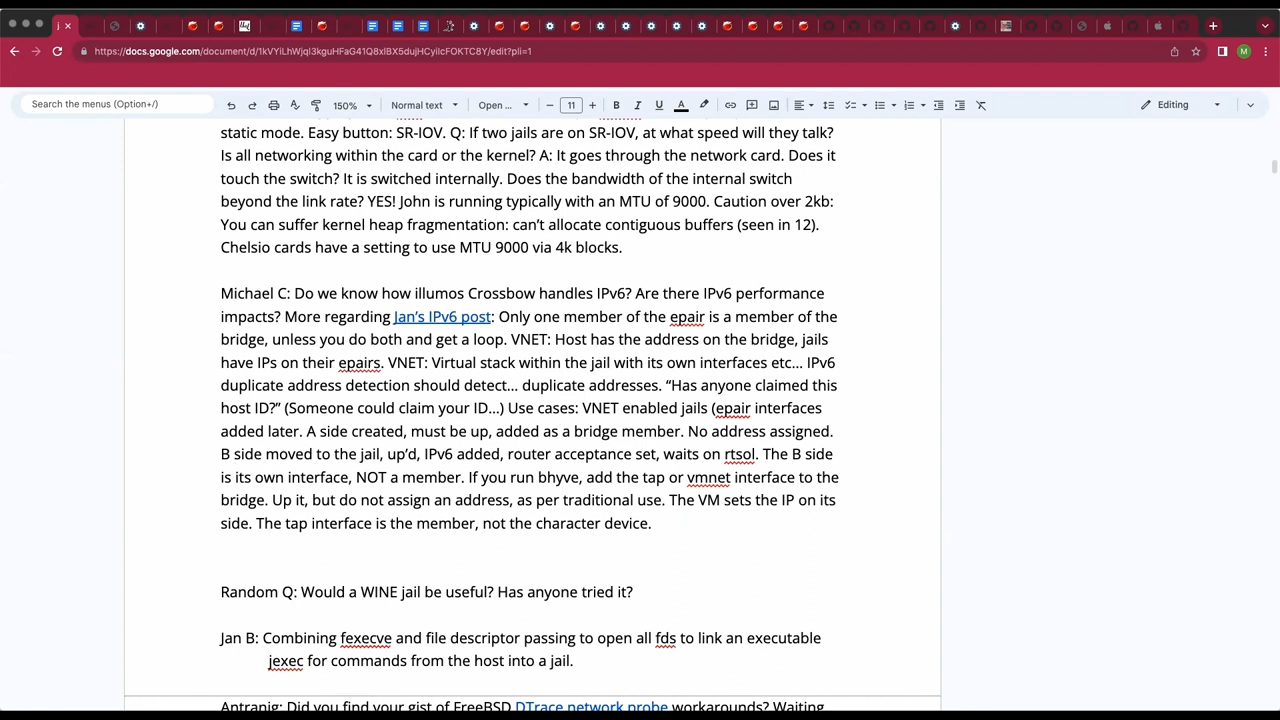 https://docs.google.com/document/d/1kVYiLhWjqI3kguHFaG41Q8xlBX5dujHCyiIcFOKTC8Y/edit?pli=1
M
Search the menus (Option+/)
150%
Normal text
Open ...
11
B I U A
Editing
static mode. Easy button: SR-IOV. Q: If two jails are on SR-IOV, at what speed will they talk?
Is all networking within the card or the kernel? A: It goes through the network card. Does it
touch the switch? It is switched internally. Does the bandwidth of the internal switch
beyond the link rate? YES! John is running typically with an MTU of 9000. Caution over 2kb:
You can suffer kernel heap fragmentation: can’t allocate contiguous buffers (seen in 12).
Chelsio cards have a setting to use MTU 9000 via 4k blocks.
Michael C: Do we know how illumos Crossbow handles IPv6? Are there IPv6 performance
impacts? More regarding Jan’s IPv6 post: Only one member of the epair is a member of the
bridge, unless you do both and get a loop. VNET: Host has the address on the bridge, jails
have IPs on their epairs. VNET: Virtual stack within the jail with its own interfaces etc… IPv6
duplicate address detection should detect… duplicate addresses. “Has anyone claimed this
host ID?” (Someone could claim your ID…) Use cases: VNET enabled jails (epair interfaces
added later. A side created, must be up, added as a bridge member. No address assigned.
B side moved to the jail, up’d, IPv6 added, router acceptance set, waits on rtsol. The B side
is its own interface, NOT a member. If you run bhyve, add the tap or vmnet interface to the
bridge. Up it, but do not assign an address, as per traditional use. The VM sets the IP on its
side. The tap interface is the member, not the character device.
Random Q: Would a WINE jail be useful? Has anyone tried it?
Jan B: Combining fexecve and file descriptor passing to open all fds to link an executable
jexec for commands from the host into a jail.
Antranig: Did you find your gist of FreeBSD DTrace network probe workarounds? Waiting